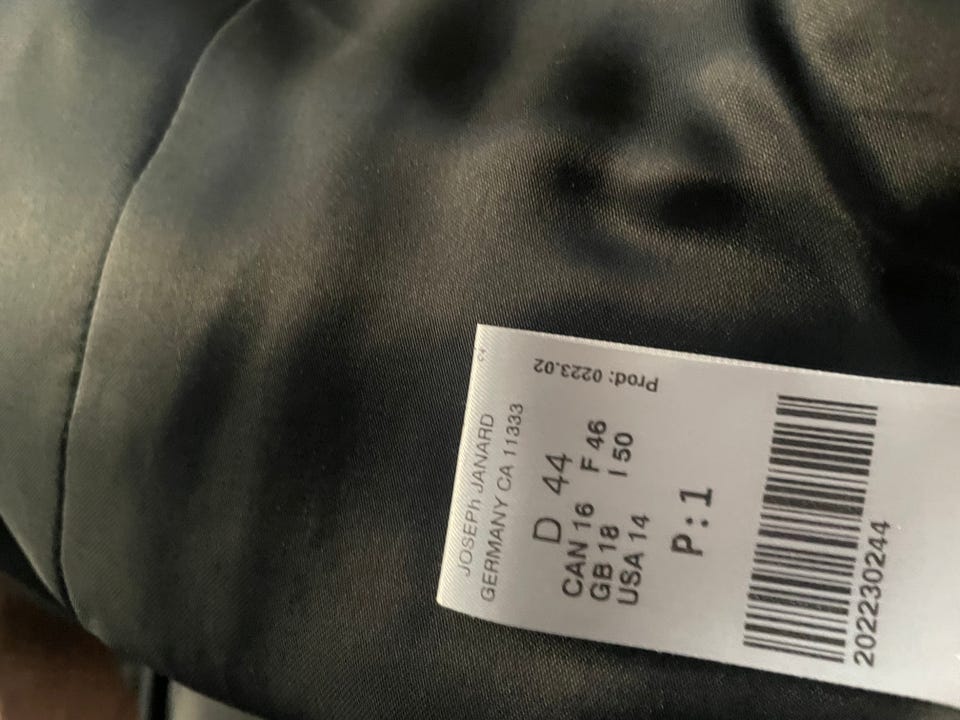 JOSEPh JANARD
GERMANY CA 11333
D 44
CAN 16 F 46
GB 18 I 50
USA 14
P:1
202230244
Prod: 0223.02